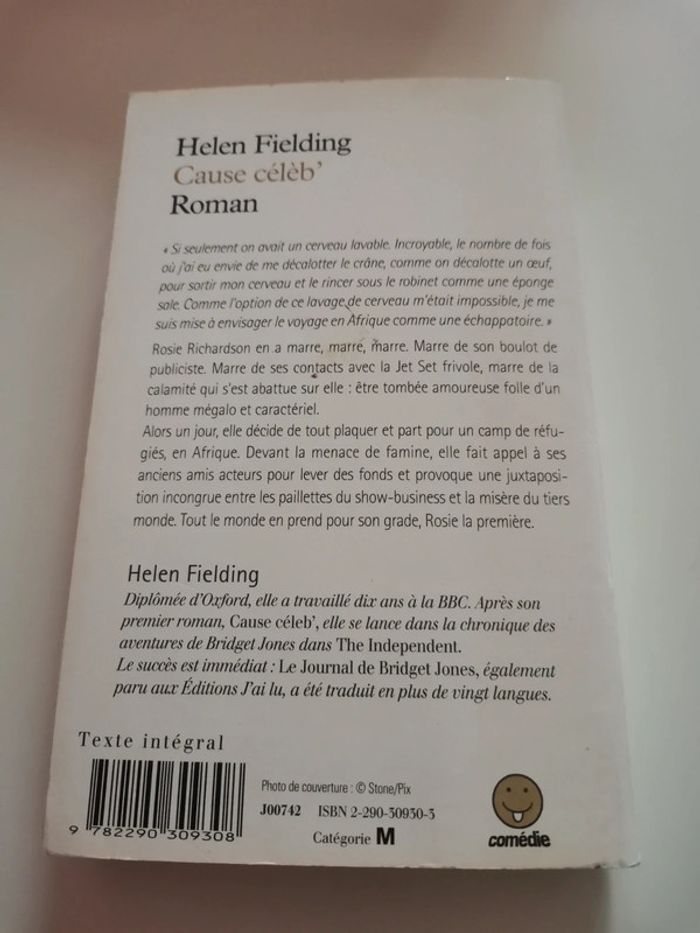 Helen Fielding
Cause célèb'
Roman
« Si seulement on avait un cerveau lavable. Incroyable, le nombre de fois
où j'ai eu envie de me décalotter le crâne, comme on décalotte un œuf,
pour sortir mon cerveau et le rincer sous le robinet comme une éponge
sale. Comme l'option de ce lavage de cerveau m'était impossible, je me
suis mise à envisager le voyage en Afrique comme une échappatoire. »
Rosie Richardson en a marre, marre, marre. Marre de son boulot de
publiciste. Marre de ses contacts avec la Jet Set frivole, marre de la
calamité qui s'est abattue sur elle : être tombée amoureuse folle d'un
homme mégalo et caractériel.
Alors un jour, elle décide de tout plaquer et part pour un camp de réfu-
giés, en Afrique. Devant la menace de famine, elle fait appel à ses
anciens amis acteurs pour lever des fonds et provoque une juxtaposi-
tion incongrue entre les paillettes du show-business et la misère du tiers
monde. Tout le monde en prend pour son grade, Rosie la première.
Helen Fielding
Diplômée d'Oxford, elle a travaillé dix ans à la BBC. Après son
premier roman, Cause céleb', elle se lance dans la chronique des
aventures de Bridget Jones dans The Independent.
Le succès est immédiat : Le Journal de Bridget Jones, également
paru aux Éditions J'ai lu, a été traduit en plus de vingt langues.
Texte intégral
Photo de couverture : © Stone/Pix
J00742 ISBN 2-290-30930-3
Catégorie M
9 782290 309308
comédie